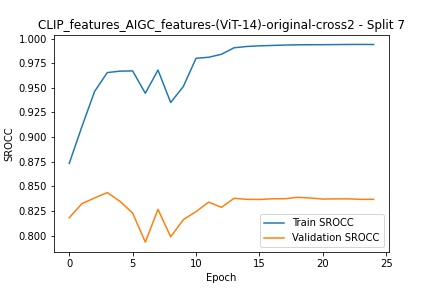 CLIP_features_AIGC_features-(ViT-14)-original-cross2 - Split 7
1.000
0.975
0.950
0.925
0.900
0.875
0.850
0.825
0.800
SROCC
Train SROCC
Validation SROCC
0 5 10 15 20 25
Epoch